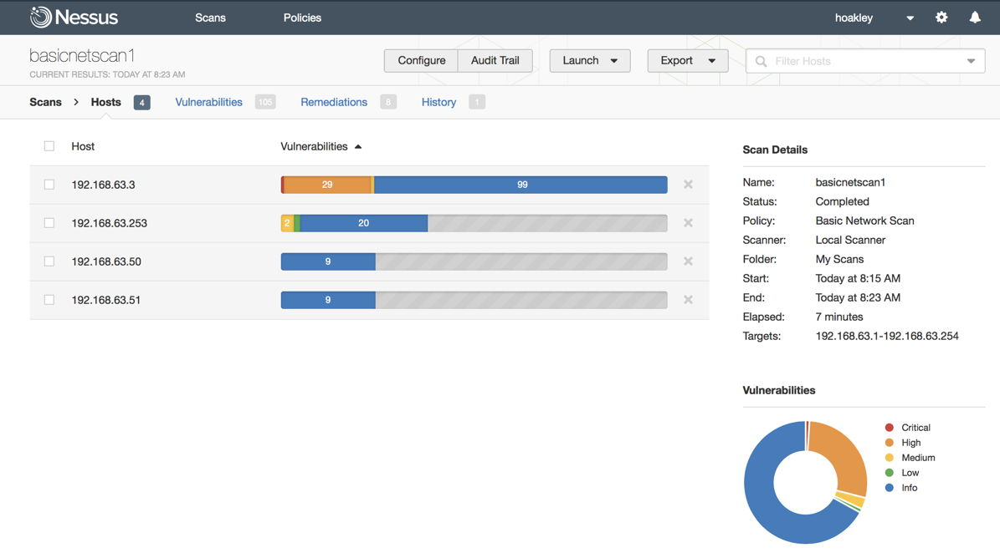 Nessus Scans Policies hoakley
basicnetscan1
CURRENT RESULTS: TODAY AT 8:23 AM
Configure Audit Trail Launch Export Filter Hosts
Scans > Hosts 4 Vulnerabilities 105 Remediations 8 History 1
Host Vulnerabilities
192.168.63.3 29 99
192.168.63.253 2 20
192.168.63.50 9
192.168.63.51 9
Scan Details
Name: basicnetscan1
Status: Completed
Policy: Basic Network Scan
Scanner: Local Scanner
Folder: My Scans
Start: Today at 8:15 AM
End: Today at 8:23 AM
Elapsed: 7 minutes
Targets: 192.168.63.1-192.168.63.254
Vulnerabilities
Critical
High
Medium
Low
Info